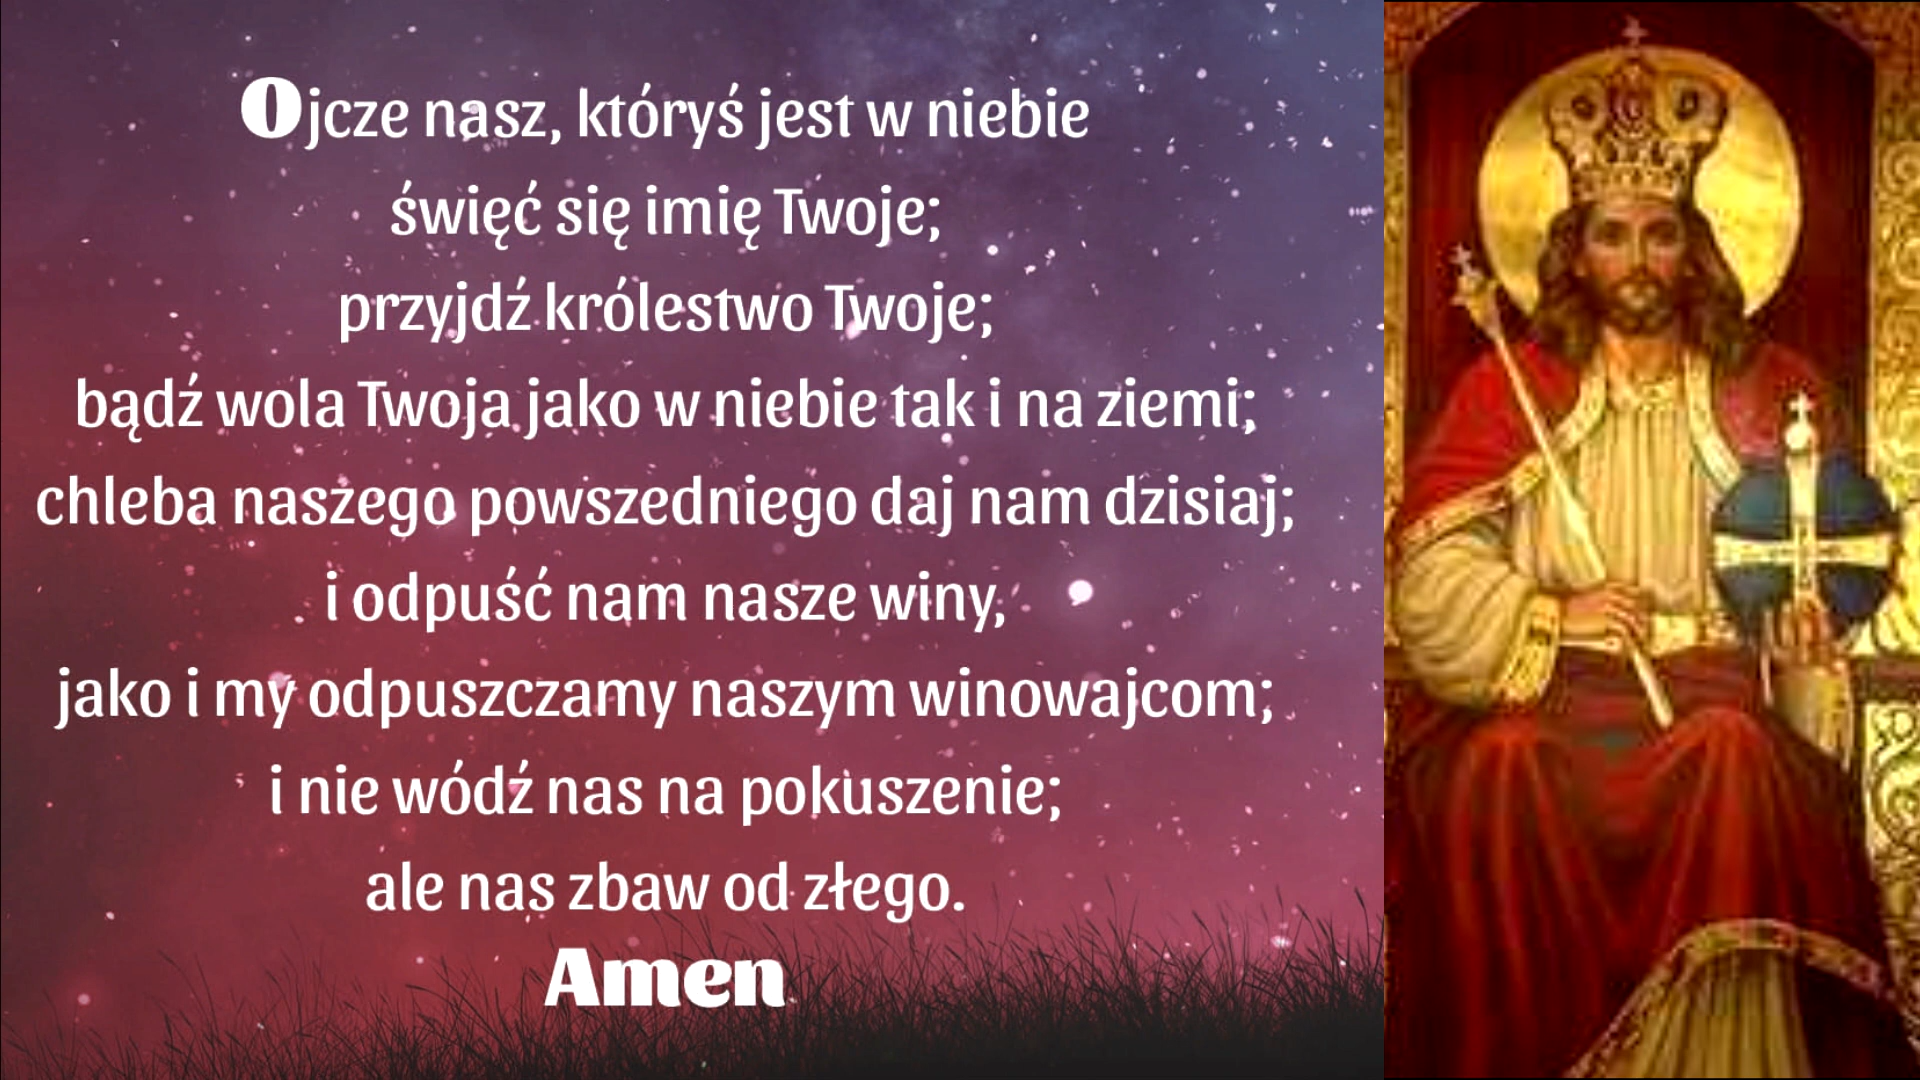 Ojcze nasz, któryś jest w niebie
święć się imię Twoje;
przyjdź królestwo Twoje;
bądź wola Twoja jako w niebie tak i na ziemi;
chleba naszego powszedniego daj nam dzisiaj;
i odpuść nam nasze winy,
jako i my odpuszczamy naszym winowajcom;
i nie wódź nas na pokuszenie;
ale nas zbaw od złego.
Amen